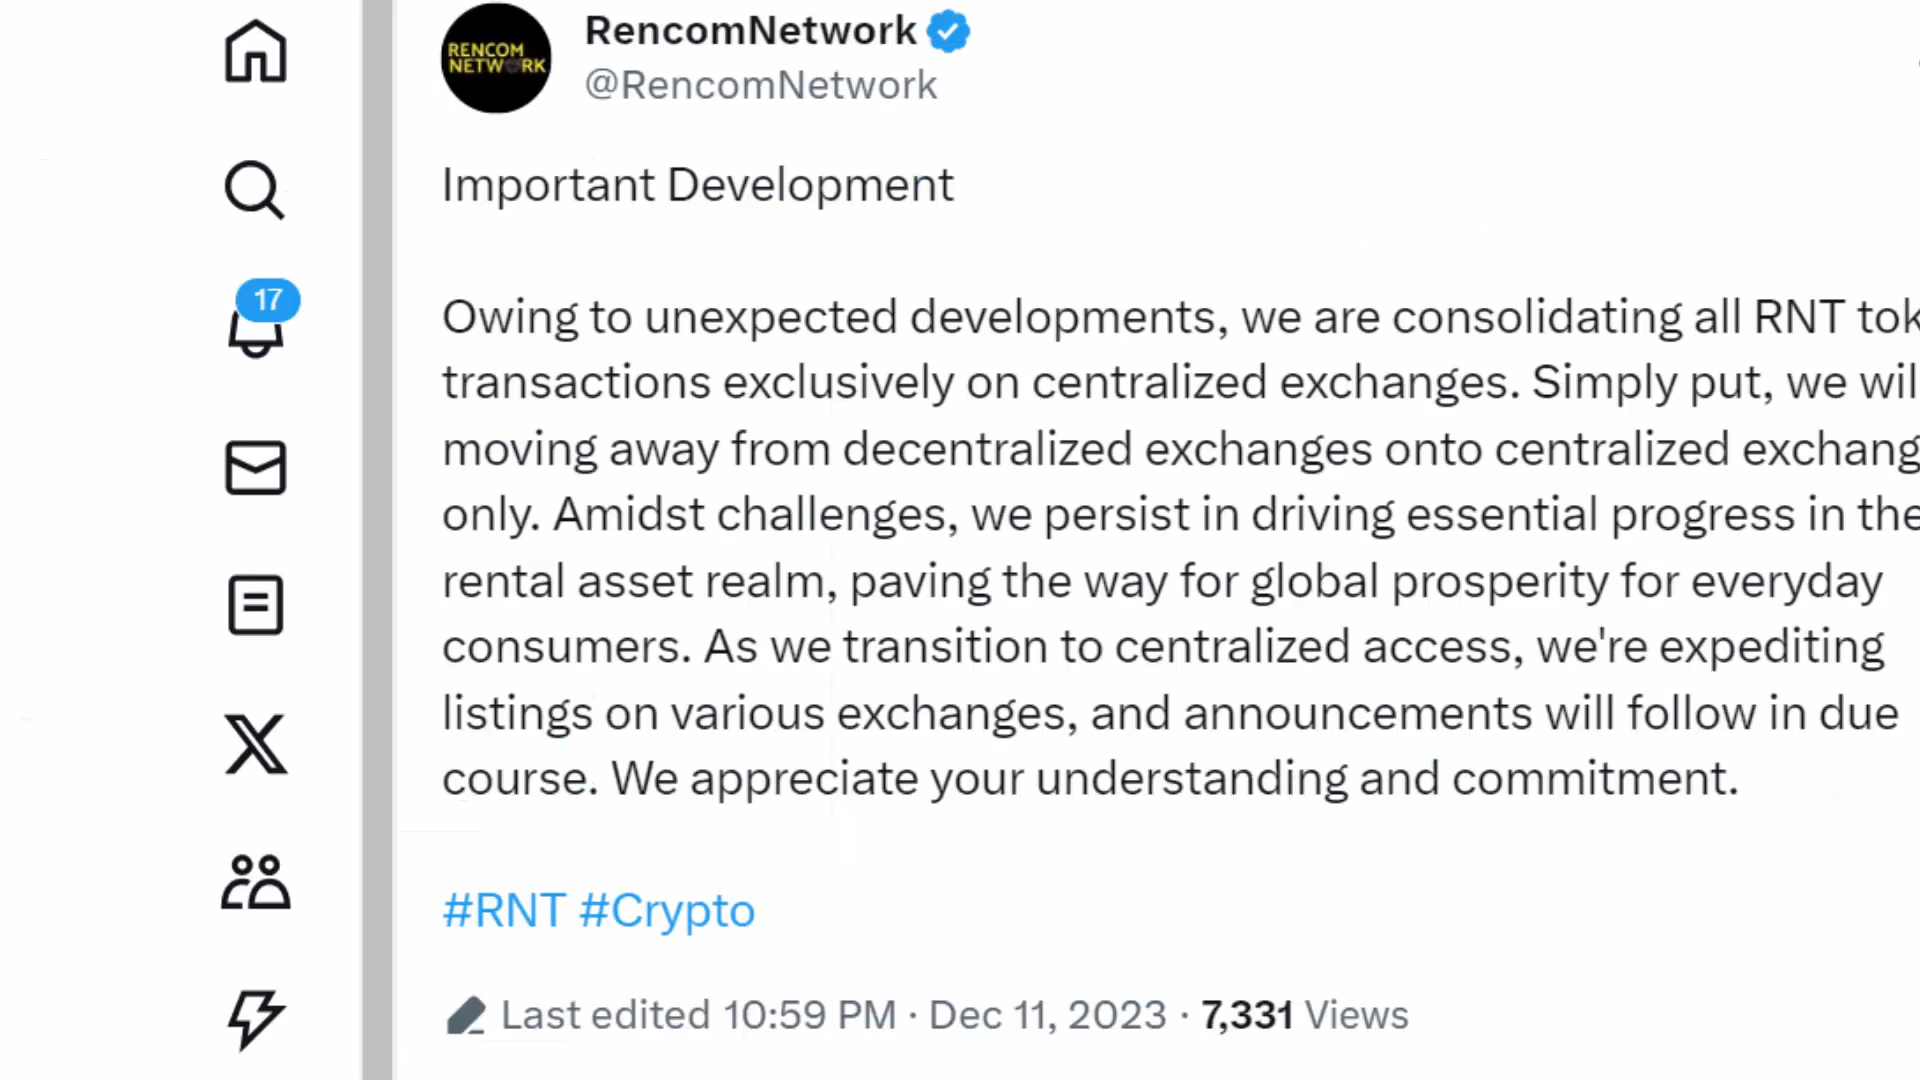 RENCOM
NETWORK
RencomNetwork
@RencomNetwork
Important Development
17
Owing to unexpected developments, we are consolidating all RNT tok
transactions exclusively on centralized exchanges. Simply put, we wil
moving away from decentralized exchanges onto centralized exchang
only. Amidst challenges, we persist in driving essential progress in the
rental asset realm, paving the way for global prosperity for everyday
consumers. As we transition to centralized access, we're expediting
listings on various exchanges, and announcements will follow in due
course. We appreciate your understanding and commitment.
#RNT #Crypto
Last edited 10:59 PM · Dec 11, 2023 · 7,331 Views